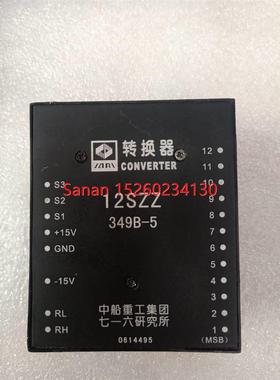 转换器
CONVERTER
12
11
10
9
8
7
6
5
4
3
2
1
(MSB)
S3
S2
S1
+15V
GND
-15V
RL
RH
Sanan 15260234130
12SZZ
349B-5
中船重工集团
七一六研究所
0614495